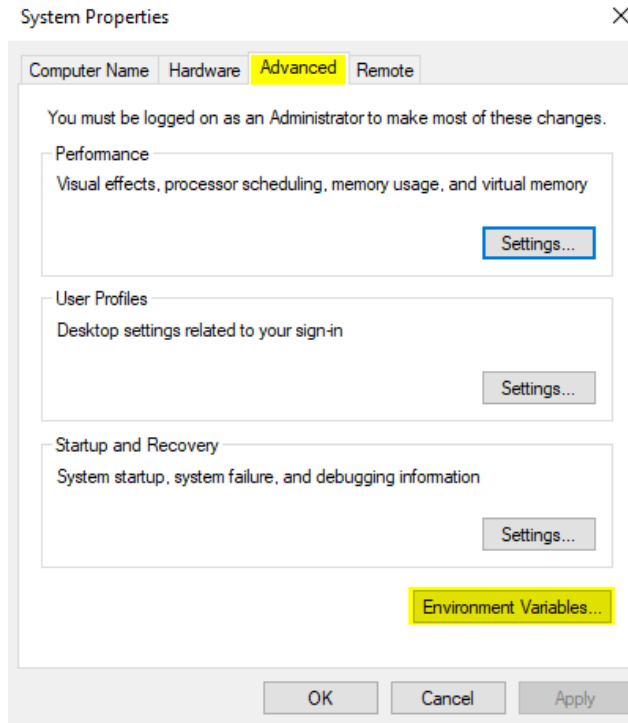 System Properties
Computer Name Hardware Advanced Remote
You must be logged on as an Administrator to make most of these changes.
Performance
Visual effects, processor scheduling, memory usage, and virtual memory
Settings...
User Profiles
Desktop settings related to your sign-in
Settings...
Startup and Recovery
System startup, system failure, and debugging information
Settings...
Environment Variables...
OK Cancel Apply